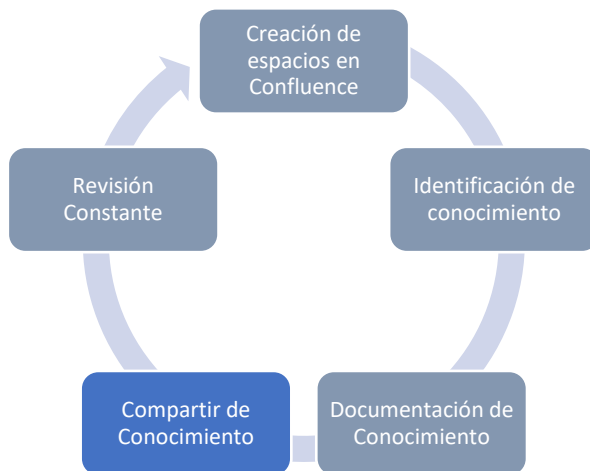 Creación de
espacios en
Confluence
Identificación de
conocimiento
Documentación de
Conocimiento
Compartir de
Conocimiento
Revisión
Constante